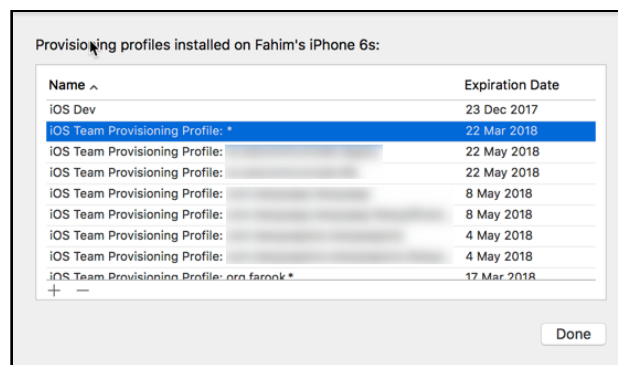 Provisioning profiles installed on Fahim's iPhone 6s:
Name Expiration Date
iOS Dev 23 Dec 2017
iOS Team Provisioning Profile: * 22 Mar 2018
iOS Team Provisioning Profile: 22 May 2018
iOS Team Provisioning Profile: 22 May 2018
iOS Team Provisioning Profile: 8 May 2018
iOS Team Provisioning Profile: 8 May 2018
iOS Team Provisioning Profile: 4 May 2018
iOS Team Provisioning Profile: 4 May 2018
iOS Team Provisioning Profile: org.farook.* 17 Mar 2018
+ −
Done